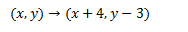 (x, y) → (x + 4, y − 3)